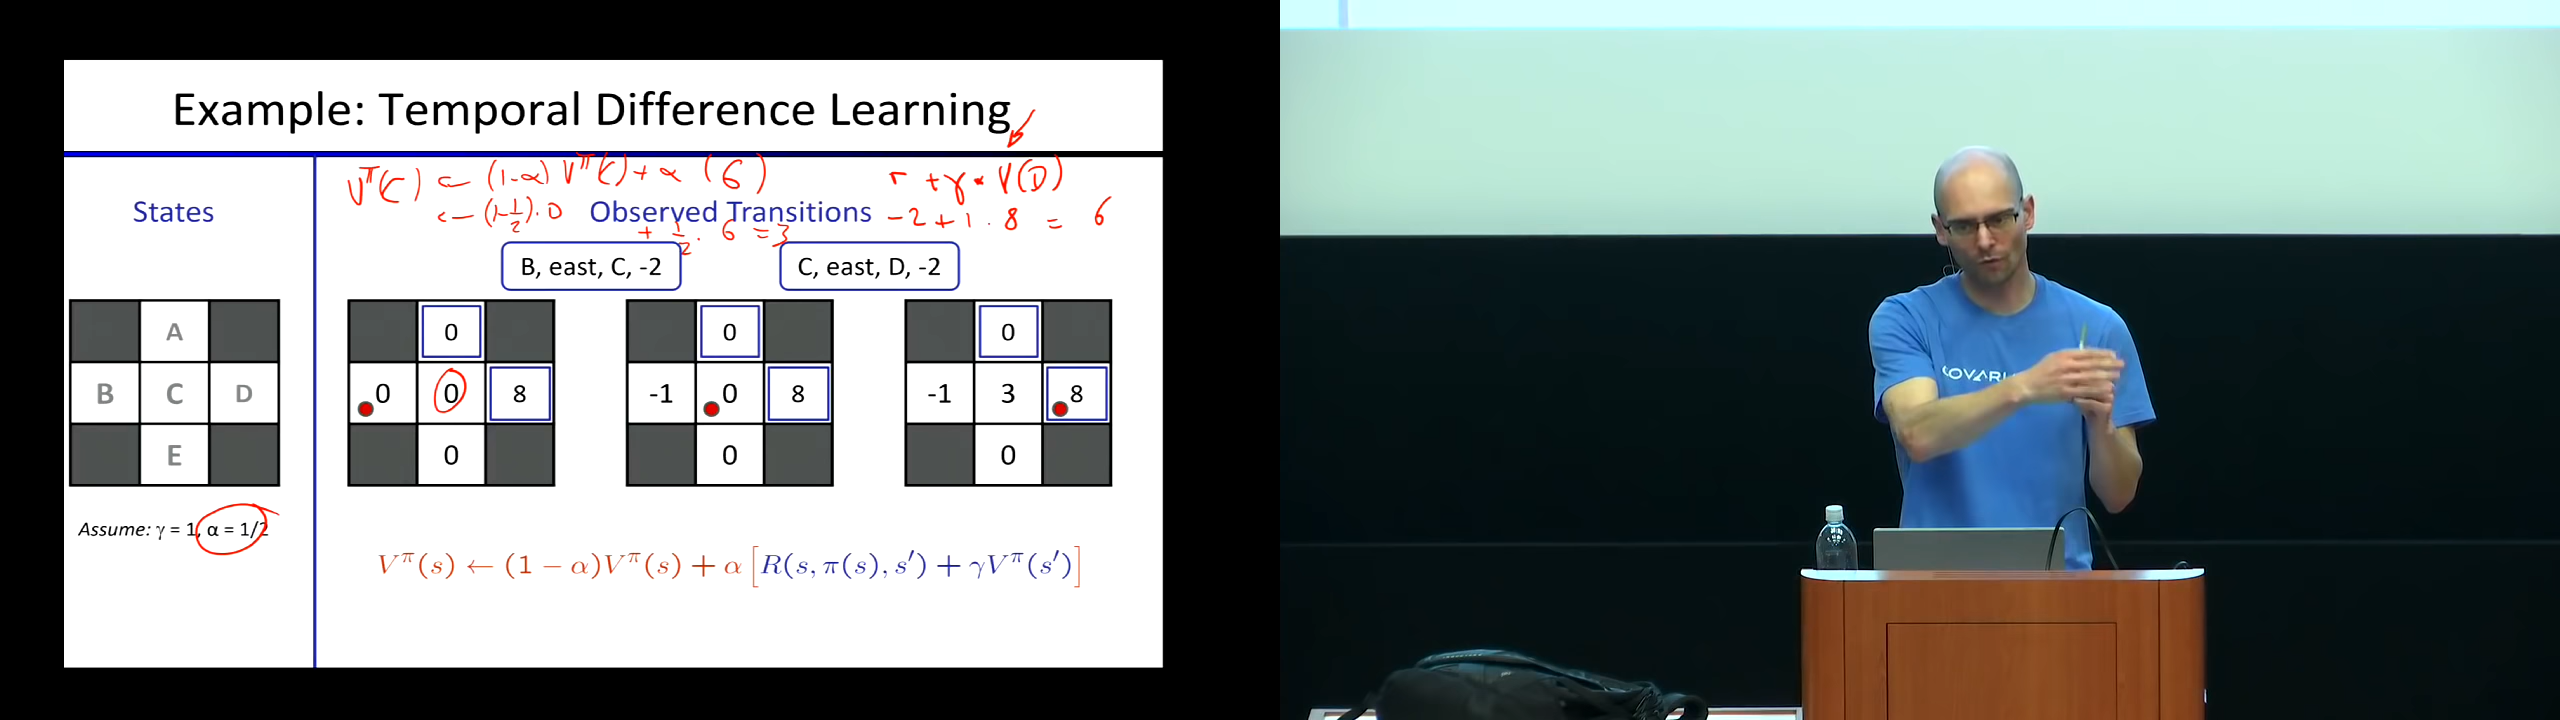 Example: Temporal Difference Learning
V^π(C) ← (1-α) V^π(C) + α (6)
r + γ · V(D)
← (1-½)·0
+ ½ · 6 = 3
-2 + 1 · 8 = 6
States
Observed Transitions
B, east, C, -2
C, east, D, -2
A
B C D
E
0
0 0 8
0
0
-1 0 8
0
0
-1 3 8
0
Assume: γ = 1, α = 1/2
V^π(s) ← (1 − α)V^π(s) + α [R(s, π(s), s′) + γV^π(s′)]